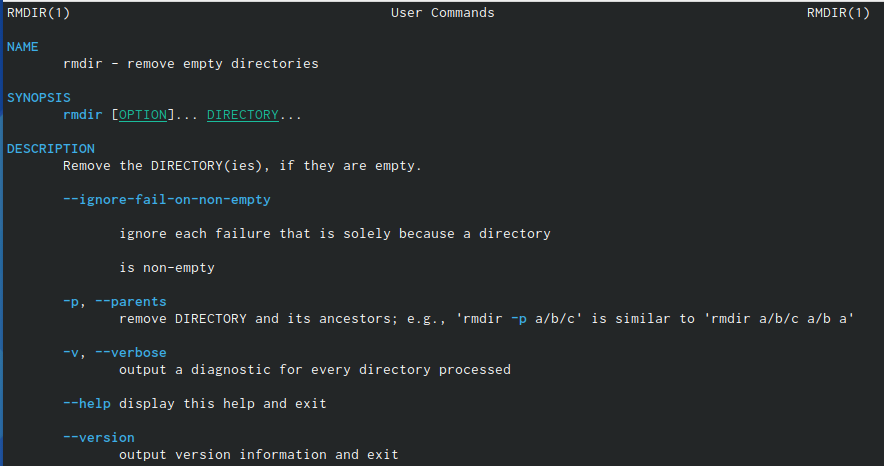 RMDIR(1) User Commands RMDIR(1)
NAME
rmdir - remove empty directories
SYNOPSIS
rmdir [OPTION]... DIRECTORY...
DESCRIPTION
Remove the DIRECTORY(ies), if they are empty.
--ignore-fail-on-non-empty
ignore each failure that is solely because a directory
is non-empty
-p, --parents
remove DIRECTORY and its ancestors; e.g., 'rmdir -p a/b/c' is similar to 'rmdir a/b/c a/b a'
-v, --verbose
output a diagnostic for every directory processed
--help display this help and exit
--version
output version information and exit